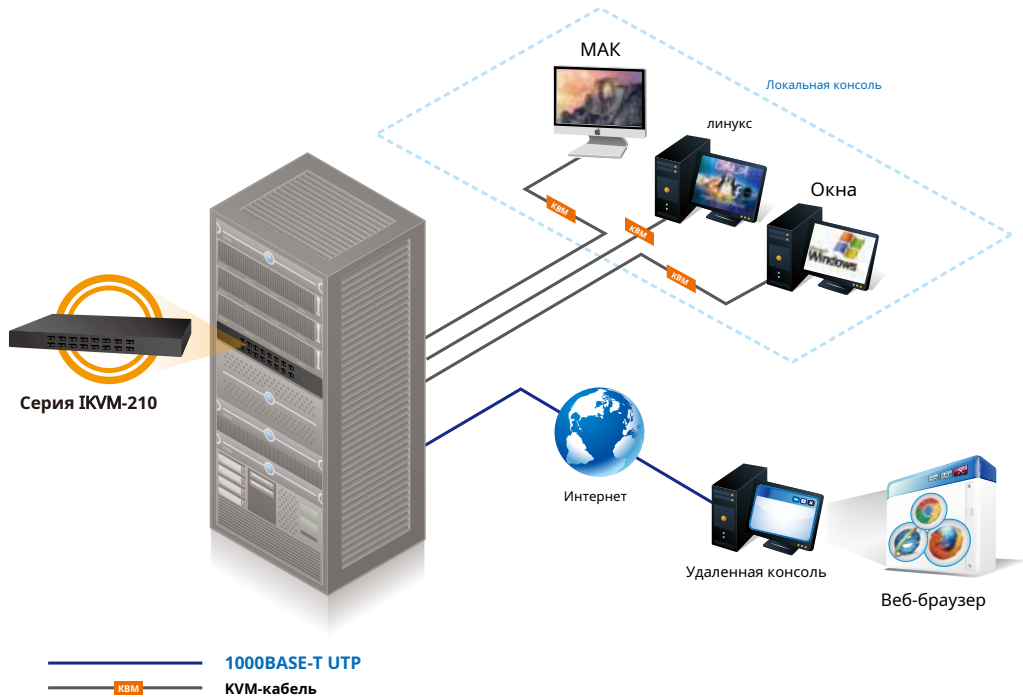 МАК
Локальная консоль
линукс
Окна
КВМ
КВМ
КВМ
Windows
Серия IKVM-210
Интернет
Удаленная консоль
Веб-браузер
1000BASE-T UTP
КВМ
KVM-кабель